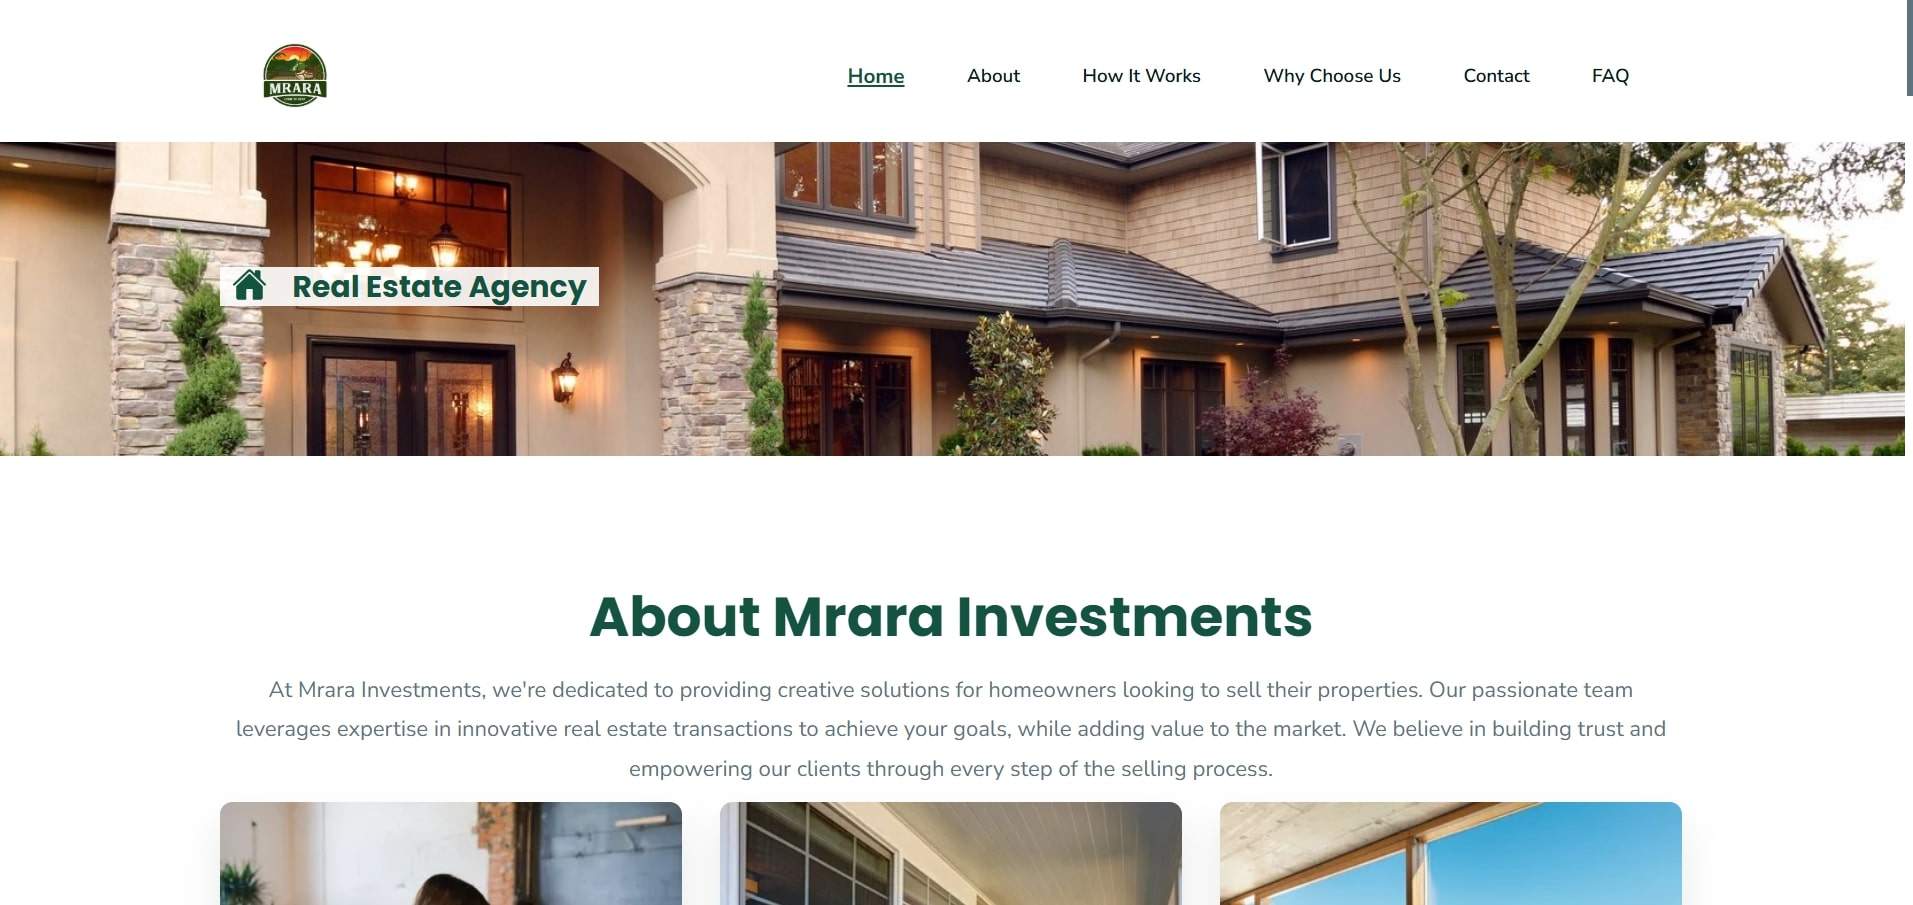 MRARA
Home
About
How It Works
Why Choose Us
Contact
FAQ
Real Estate Agency
About Mrara Investments
At Mrara Investments, we're dedicated to providing creative solutions for homeowners looking to sell their properties. Our passionate team
leverages expertise in innovative real estate transactions to achieve your goals, while adding value to the market. We believe in building trust and
empowering our clients through every step of the selling process.